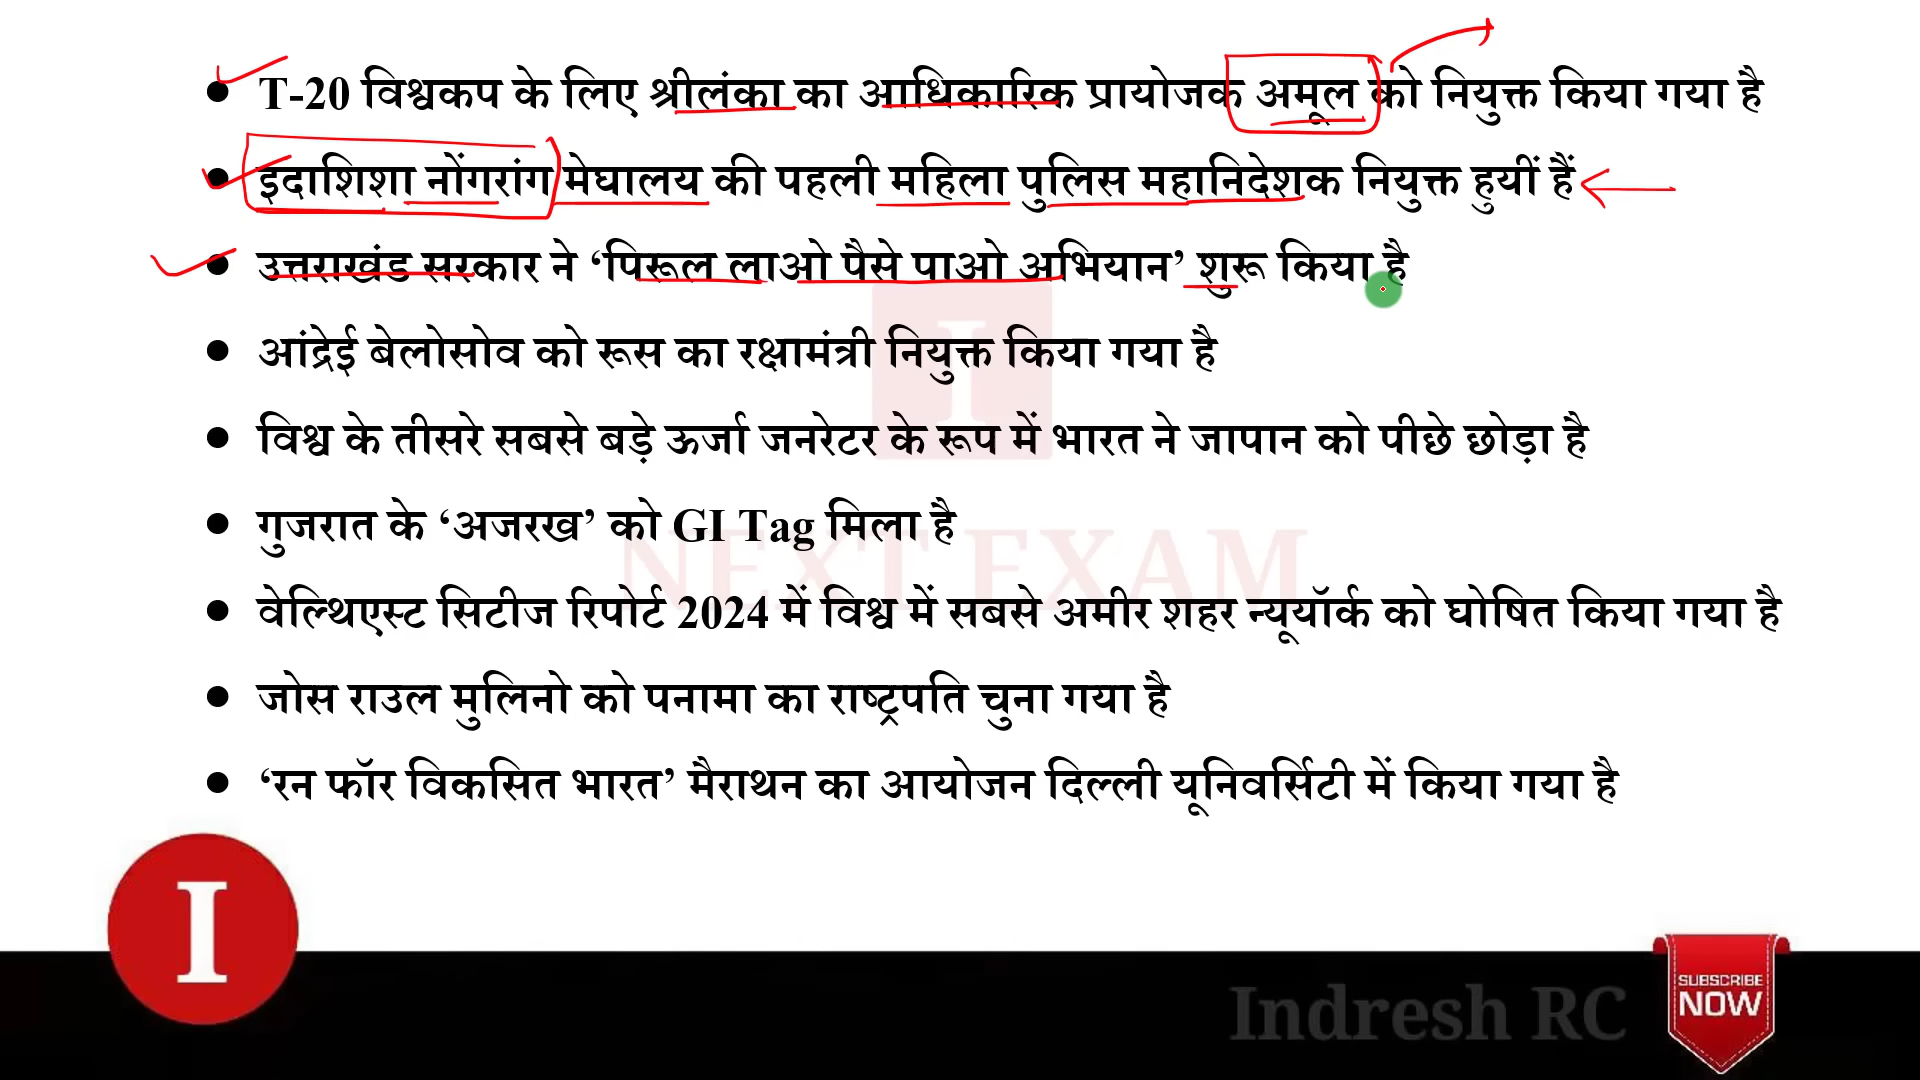 • T-20 विश्वकप के लिए श्रीलंका का आधिकारिक प्रायोजक अमूल को नियुक्त किया गया है
• इदाशिशा नोंगरांग मेघालय की पहली महिला पुलिस महानिदेशक नियुक्त हुयीं हैं
• उत्तराखंड सरकार ने ‘पिरूल लाओ पैसे पाओ अभियान’ शुरू किया है
• आंद्रेई बेलोसोव को रूस का रक्षामंत्री नियुक्त किया गया है
• विश्व के तीसरे सबसे बड़े ऊर्जा जनरेटर के रूप में भारत ने जापान को पीछे छोड़ा है
• गुजरात के ‘अजरख’ को GI Tag मिला है
• वेल्थिएस्ट सिटीज रिपोर्ट 2024 में विश्व में सबसे अमीर शहर न्यूयॉर्क को घोषित किया गया है
• जोस राउल मुलिनो को पनामा का राष्ट्रपति चुना गया है
• ‘रन फॉर विकसित भारत’ मैराथन का आयोजन दिल्ली यूनिवर्सिटी में किया गया है
I
NEXT EXAM
I
Indresh RC
SUBSCRIBE
NOW